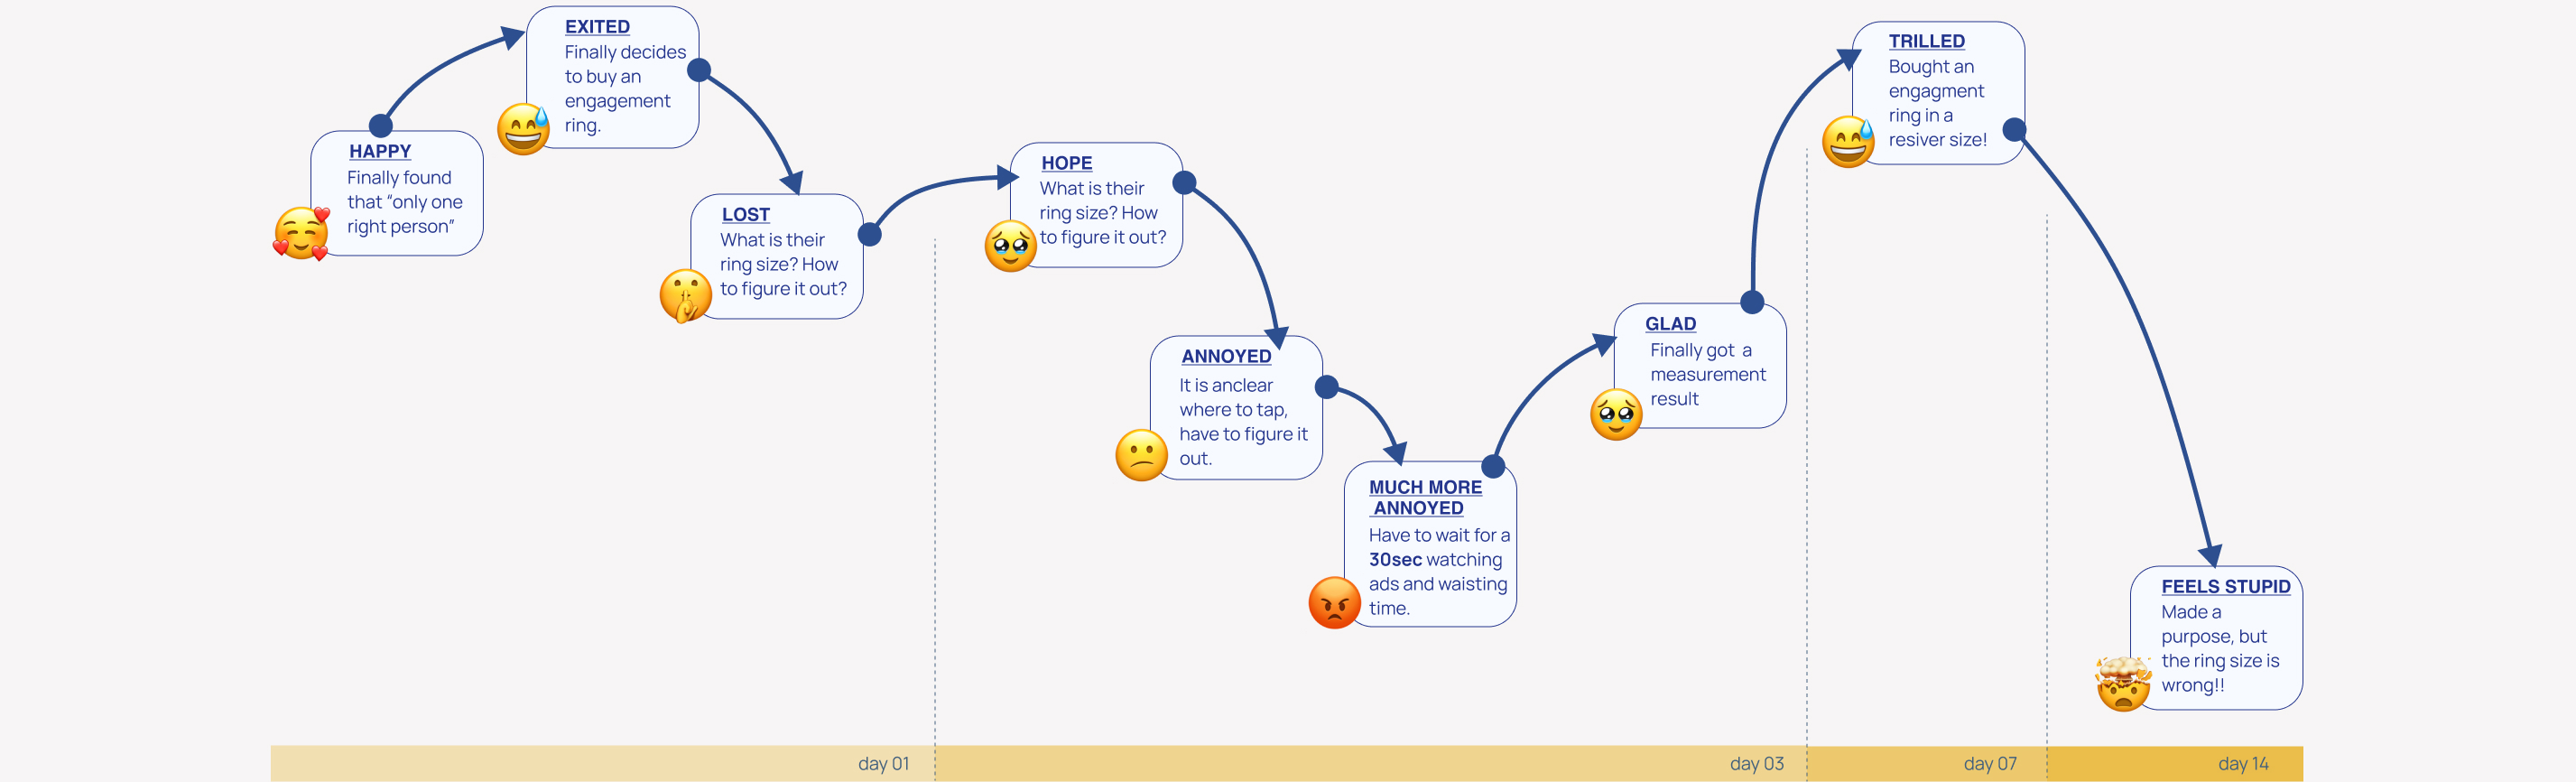 HAPPY
Finally found
that “only one
right person”
EXITED
Finally decides
to buy an
engagement
ring.
LOST
What is their
ring size? How
to figure it out?
HOPE
What is their
ring size? How
to figure it out?
ANNOYED
It is anclear
where to tap,
have to figure it
out.
MUCH MORE
ANNOYED
Have to wait for a
30sec watching
ads and waisting
time.
GLAD
Finally got a
measurement
result
TRILLED
Bought an
engagment
ring in a
resiver size!
FEELS STUPID
Made a
purpose, but
the ring size is
wrong!!
day 01
day 03
day 07
day 14